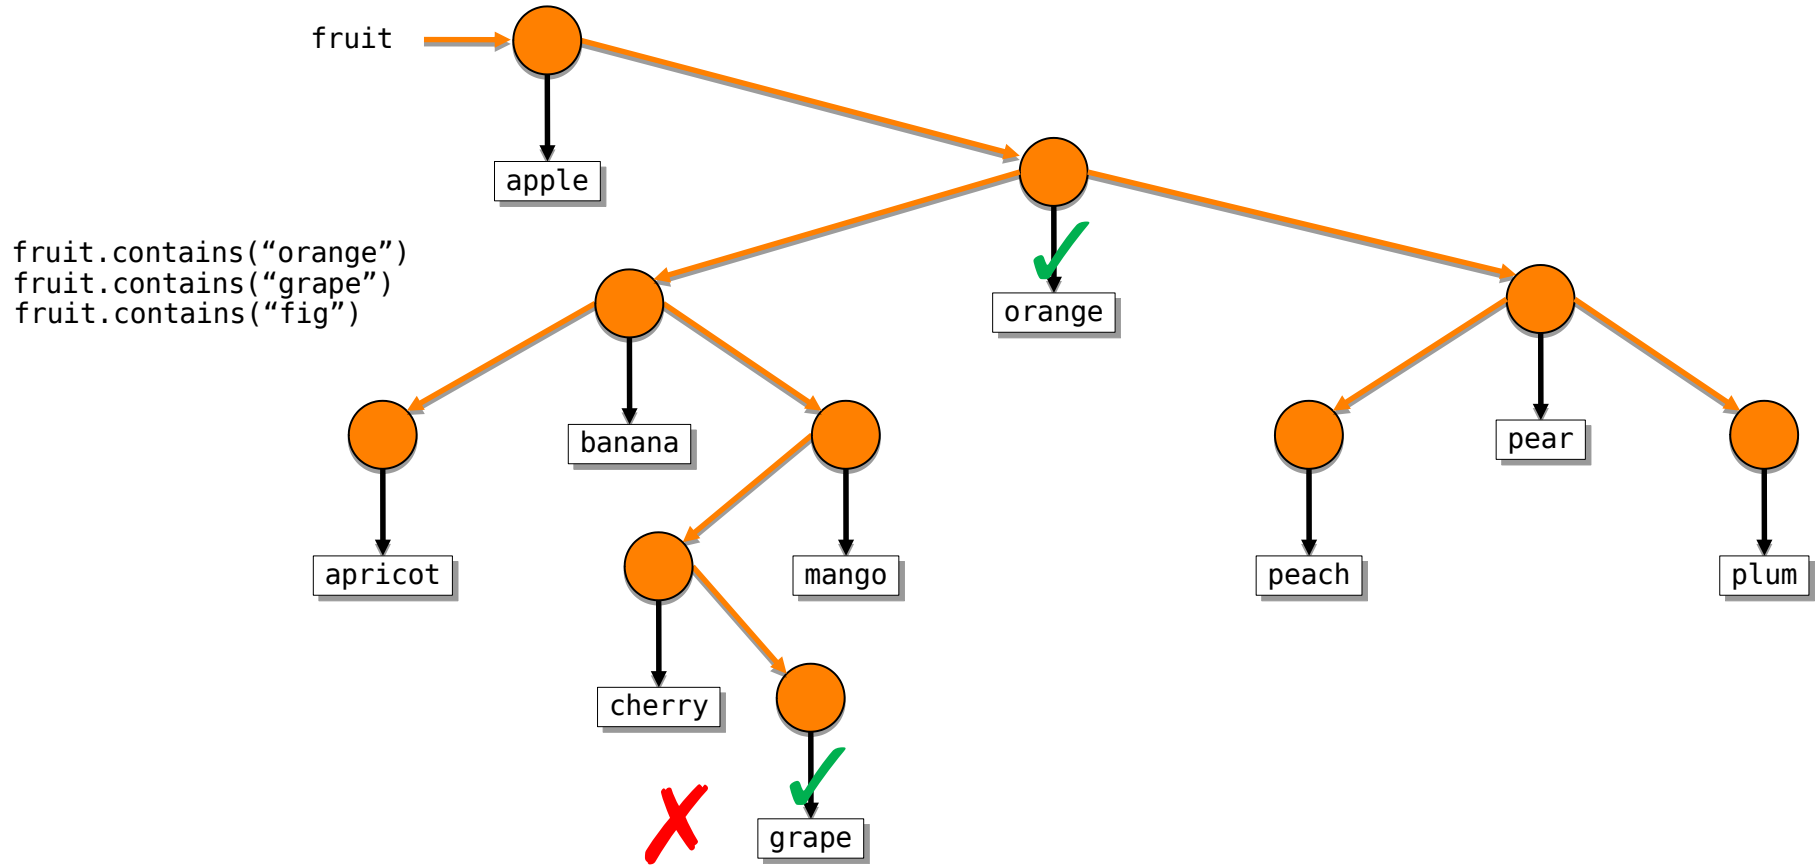 fruit
apple
fruit.contains(“orange”)
fruit.contains(“grape”)
fruit.contains(“fig”)
orange
banana
pear
apricot
mango
peach
plum
cherry
grape